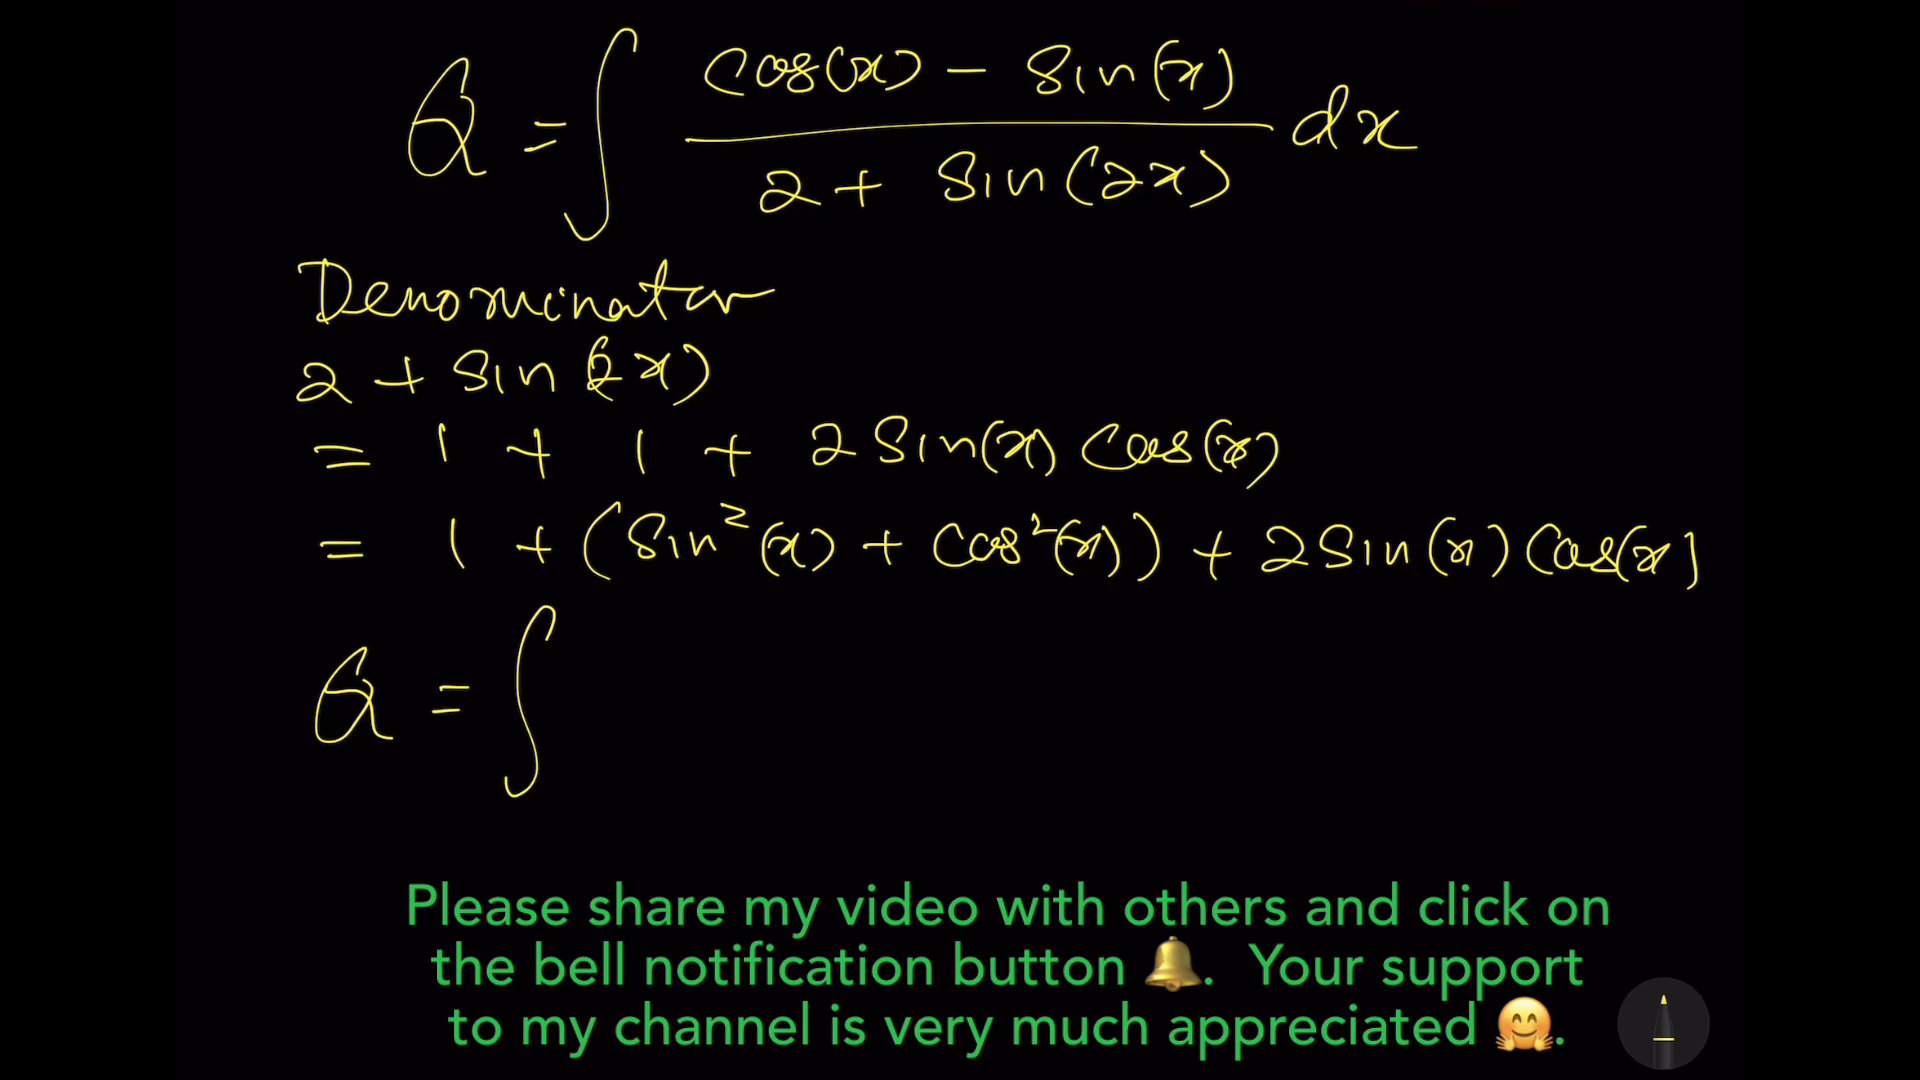 Q = ∫ cos(x) - sin(x) / 2 + sin(2x) dx
Denominator
2 + sin(2x)
= 1 + 1 + 2 sin(x) cos(x)
= 1 + (sin²(x) + cos²(x)) + 2 sin(x) cos(x)
Q = ∫
Please share my video with others and click on
the bell notification button 🔔. Your support
to my channel is very much appreciated 🤗.